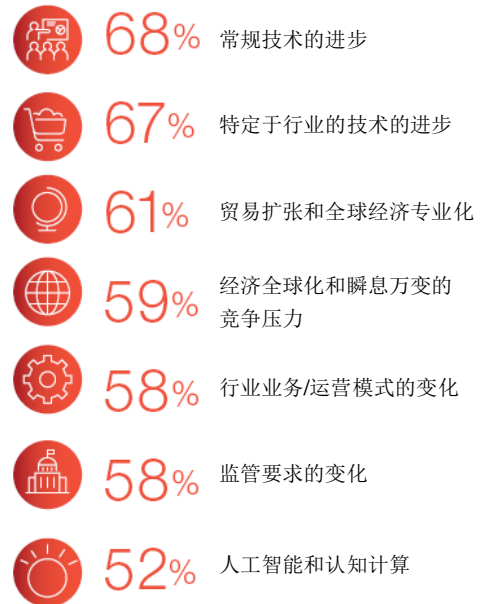 68% 常规技术的进步
67% 特定于行业的技术的进步
61% 贸易扩张和全球经济专业化
59% 经济全球化和瞬息万变的
竞争压力
58% 行业业务/运营模式的变化
58% 监管要求的变化
52% 人工智能和认知计算